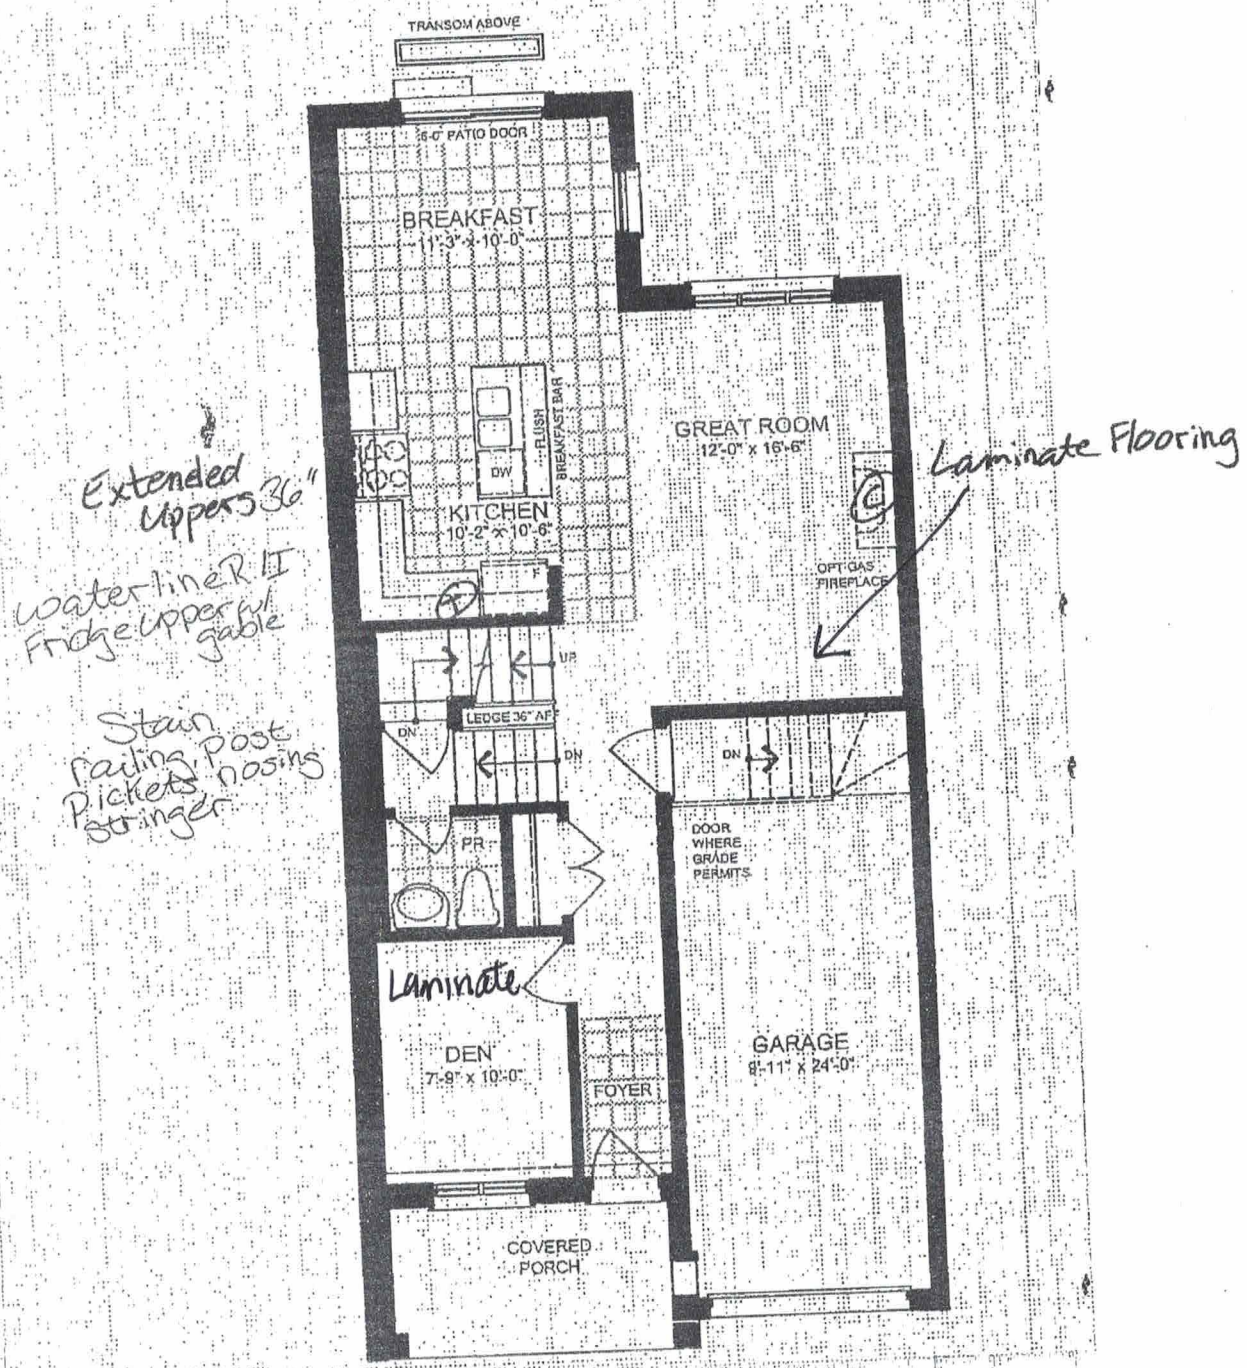 TRANSOM ABOVE
6'-0" PATIO DOOR
BREAKFAST
11'-3" x 10'-0"
GREAT ROOM
12'-0" x 16'-6"
Laminate Flooring
FLUSH
BREAKFAST BAR
DW
Extended
Uppers 36"
KITCHEN
10'-2" x 10'-6"
OPT GAS
FIREPLACE
F
waterline R/I
Fridge upper ful
gable
UP
LEDGE 36" AFF
DN
DN
DN
Stain
railing, Post
Pickets, nosing
stringer
PR
DOOR
WHERE
GRADE
PERMITS
Laminate
DEN
7'-9" x 10'-0"
FOYER
GARAGE
9'-11" x 24'-0"
COVERED
PORCH